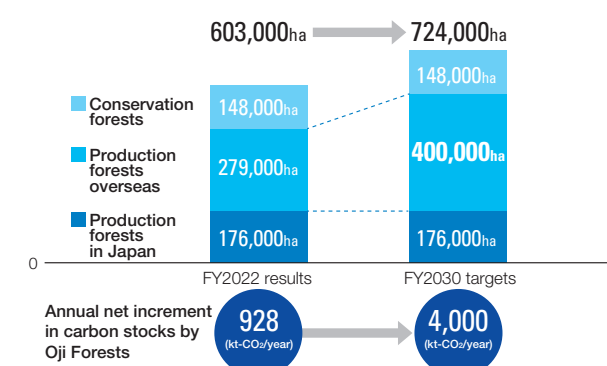 603,000ha
724,000ha
Conservation
forests
Production
forests
overseas
Production
forests
in Japan
148,000ha
279,000ha
176,000ha
148,000ha
400,000ha
176,000ha
0
FY2022 results
FY2030 targets
Annual net increment
in carbon stocks by
Oji Forests
928
(kt-CO₂/year)
4,000
(kt-CO₂/year)